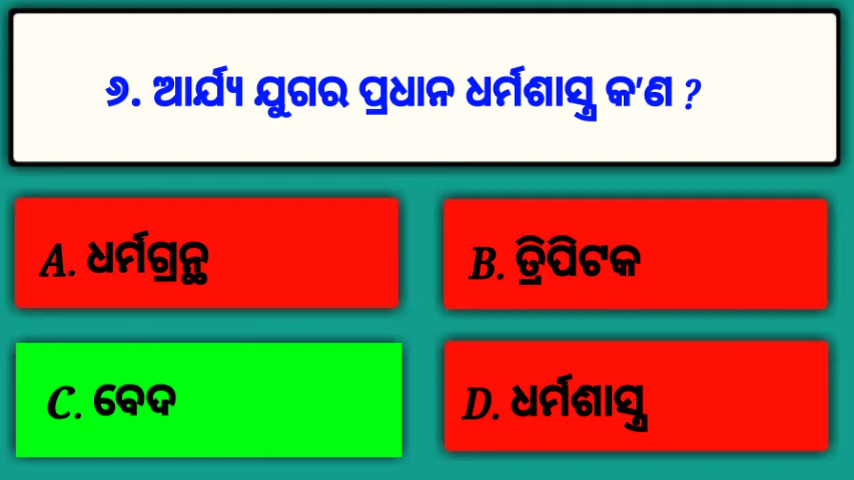 ୬. ଆର୍ଯ୍ୟ ଯୁଗର ପ୍ରଧାନ ଧର୍ମଶାସ୍ତ୍ର କ'ଣ ?
A. ଧର୍ମଗ୍ରନ୍ଥ
B. ତ୍ରିପିଟକ
C. ବେଦ
D. ଧର୍ମଶାସ୍ତ୍ର